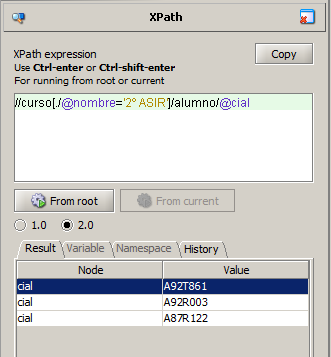 XPath
XPath expression
Copy
Use Ctrl-enter or Ctrl-shift-enter
For running from root or current
//curso[./@nombre='2º ASIR']/alumno/@cial
From root
From current
1.0
2.0
Result Variable Namespace History
Node Value
cial A92T861
cial A92R003
cial A87R122